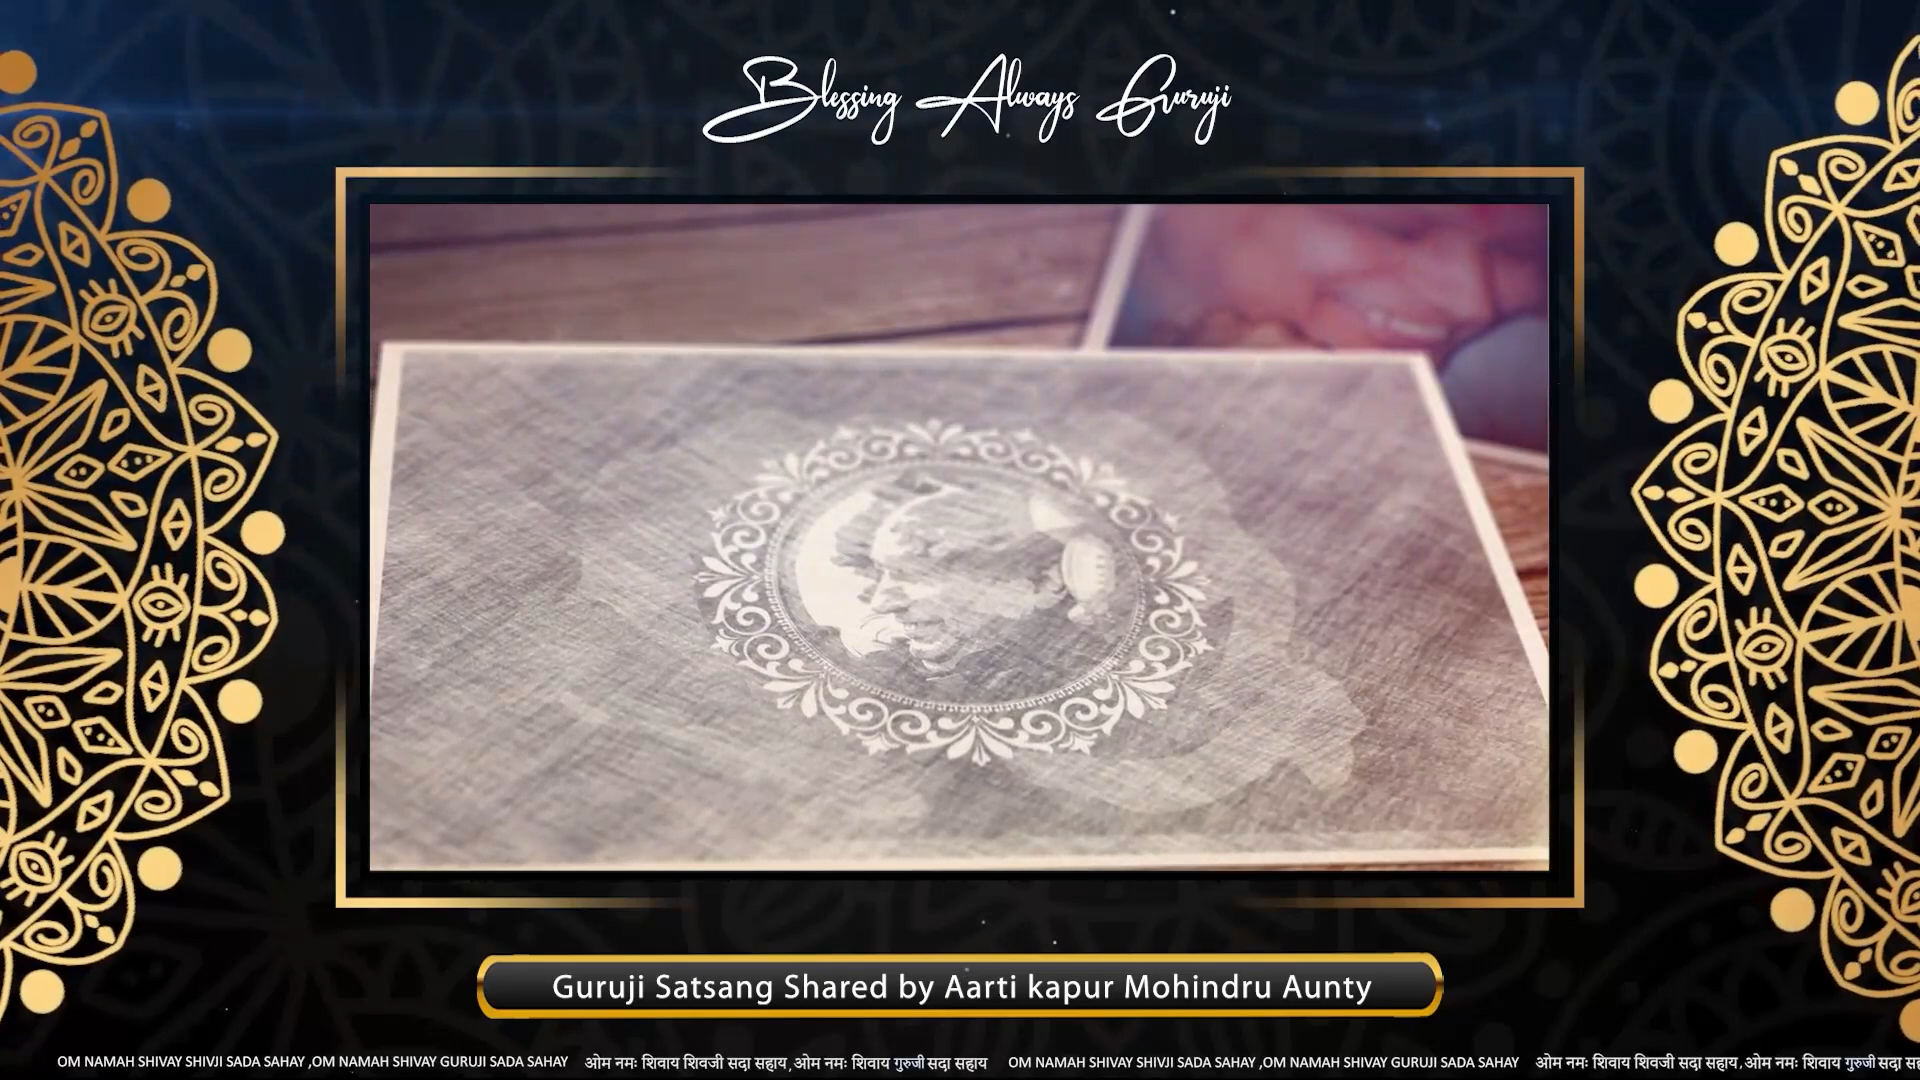 Blessing Always Guruji
Guruji Satsang Shared by Aarti kapur Mohindru Aunty
OM NAMAH SHIVAY SHIVJI SADA SAHAY ,OM NAMAH SHIVAY GURUJI SADA SAHAY ओम नमः शिवाय शिवजी सदा सहाय, ओम नमः शिवाय गुरुजी सदा सहाय OM NAMAH SHIVAY SHIVJI SADA SAHAY ,OM NAMAH SHIVAY GURUJI SADA SAHAY ओम नमः शिवाय शिवजी सदा सहाय, ओम नमः शिवाय गुरुजी सदा स